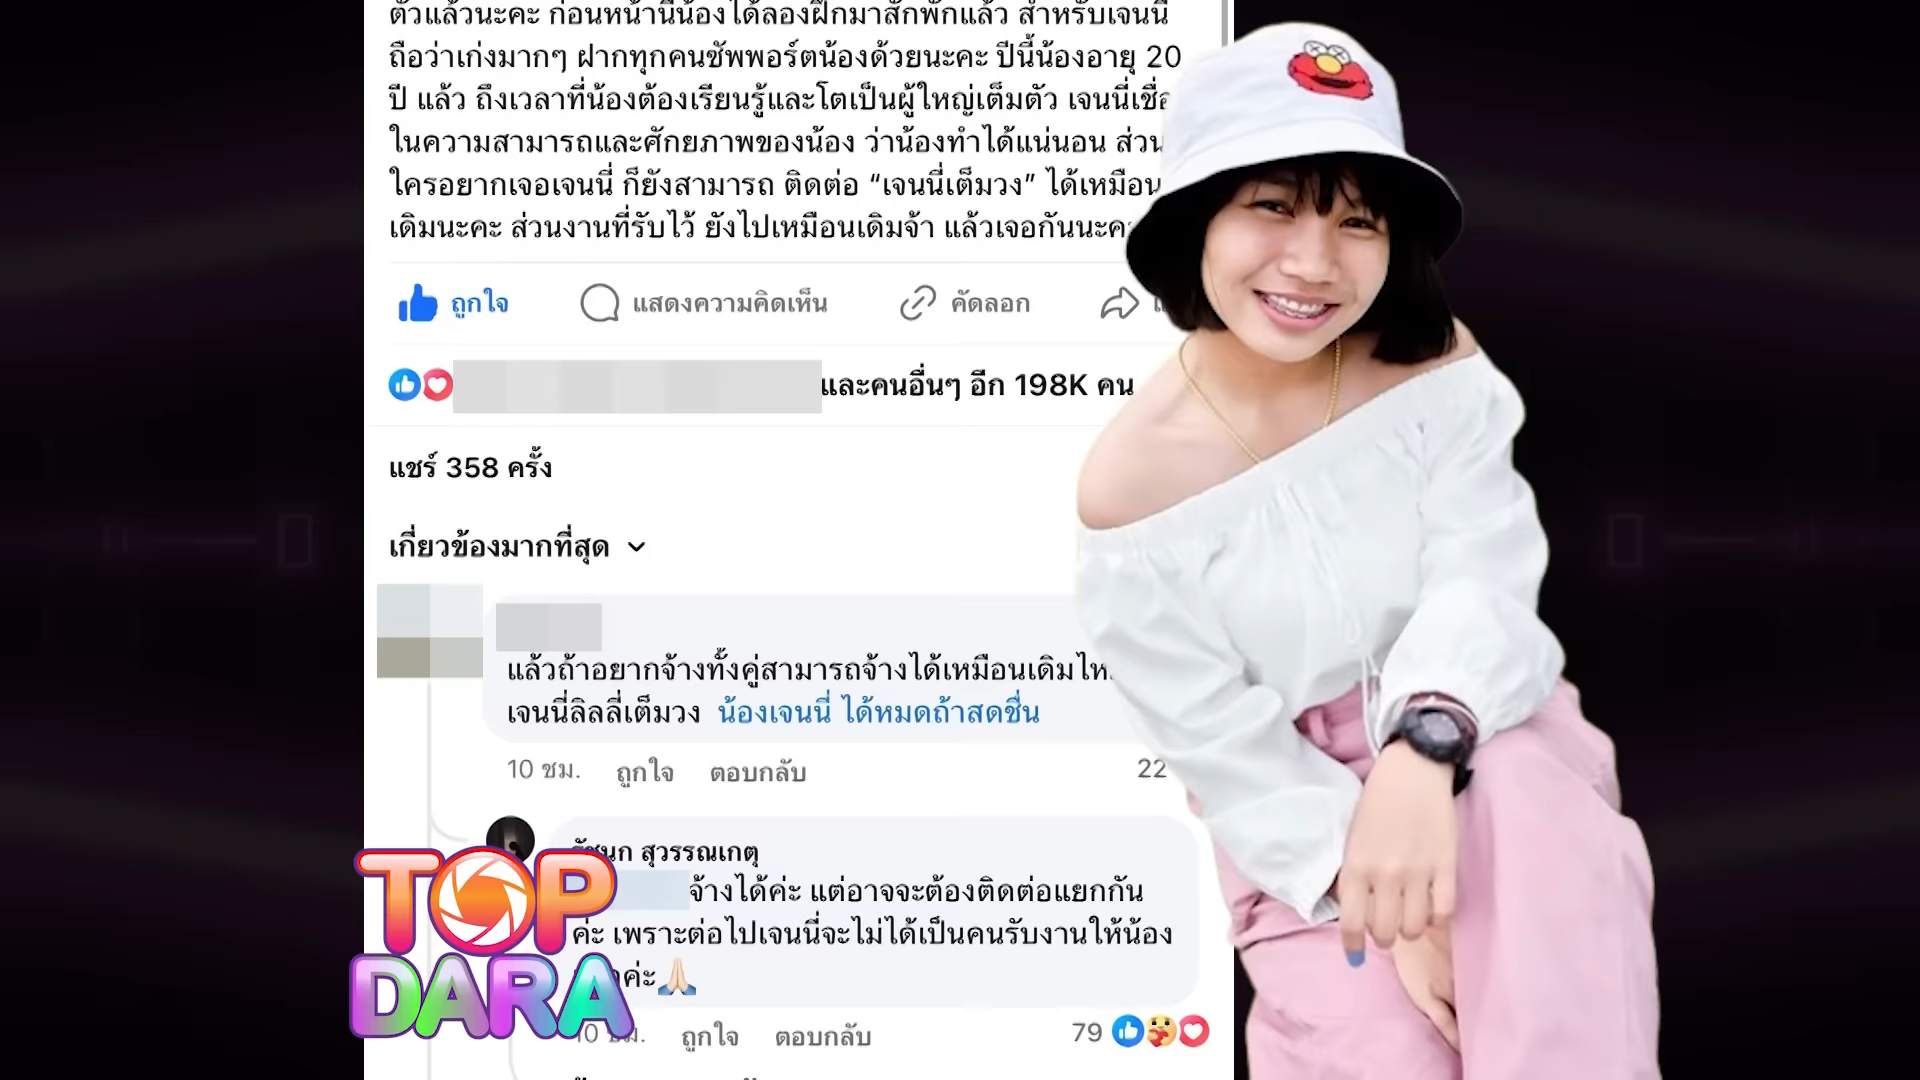 ตัวแล้วนะคะ ก่อนหน้านี้น้องได้ลองฝึกมาสักพักแล้ว สำหรับเจนนี่
ถือว่าเก่งมากๆ ฝากทุกคนซัพพอร์ตน้องด้วยนะคะ ปีนี้น้องอายุ 20
ปี แล้ว ถึงเวลาที่น้องต้องเรียนรู้และโตเป็นผู้ใหญ่เต็มตัว เจนนี่เชื่อ
ในความสามารถและศักยภาพของน้อง ว่าน้องทำได้แน่นอน ส่วน
ใครอยากเจอเจนนี่ ก็ยังสามารถ ติดต่อ “เจนนี่เต็มวง” ได้เหมือน
เดิมนะคะ ส่วนงานที่รับไว้ ยังไปเหมือนเดิมจ้า แล้วเจอกันนะคะ
ถูกใจ แสดงความคิดเห็น คัดลอก
และคนอื่นๆ อีก 198K คน
แชร์ 358 ครั้ง
เกี่ยวข้องมากที่สุด
แล้วถ้าอยากจ้างทั้งคู่สามารถจ้างได้เหมือนเดิมไหม
เจนนี่ลิลลี่เต็มวง น้องเจนนี่ ได้หมดถ้าสดชื่น
10 ชม. ถูกใจ ตอบกลับ 22
รัชนก สุวรรณเกตุ
จ้างได้ค่ะ แต่อาจจะต้องติดต่อแยกกัน
ค่ะ เพราะต่อไปเจนนี่จะไม่ได้เป็นคนรับงานให้น้อง
ค่ะ🙏🏻
10 ชม. ถูกใจ ตอบกลับ 79
TOP
DARA